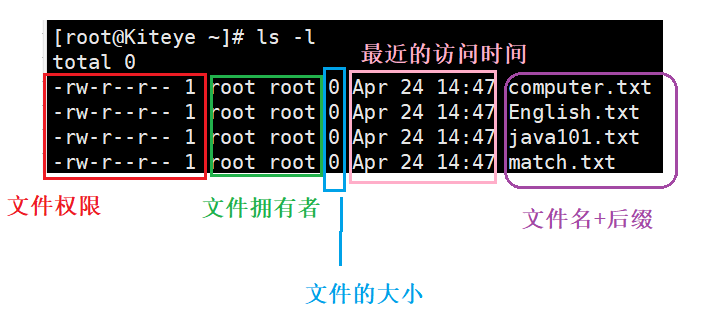 [root@Kiteye ~]# ls -l
最近的访问时间
total 0
-rw-r--r-- 1 root root 0 Apr 24 14:47 computer.txt
-rw-r--r-- 1 root root 0 Apr 24 14:47 English.txt
-rw-r--r-- 1 root root 0 Apr 24 14:47 java101.txt
-rw-r--r-- 1 root root 0 Apr 24 14:47 match.txt
文件权限
文件拥有者
文件名+后缀
文件的大小